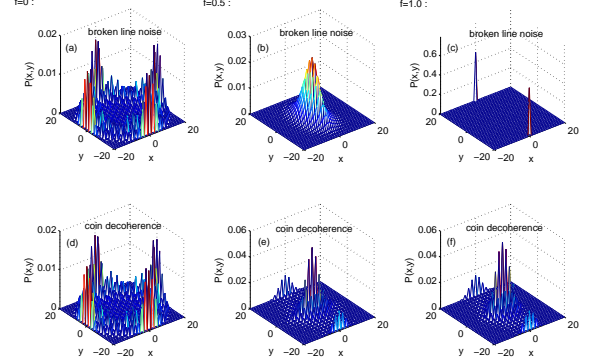 f=0 :
f=0.5 :
f=1.0 :
broken line noise
(a)
P(x,y)
0.02
0.01
0
20
0
−20
y
−20
0
20
x
broken line noise
(b)
P(x,y)
0.03
0.02
0.01
0
20
0
−20
y
−20
0
20
x
broken line noise
(c)
P(x,y)
0.6
0.4
0.2
0
20
0
−20
y
−20
0
20
x
coin decoherence
(d)
P(x,y)
0.02
0.01
0
20
0
−20
y
−20
0
20
x
coin decoherence
(e)
P(x,y)
0.06
0.04
0.02
0
20
0
−20
y
−20
0
20
x
coin decoherence
(f)
P(x,y)
0.06
0.04
0.02
0
20
0
−20
y
−20
0
20
x